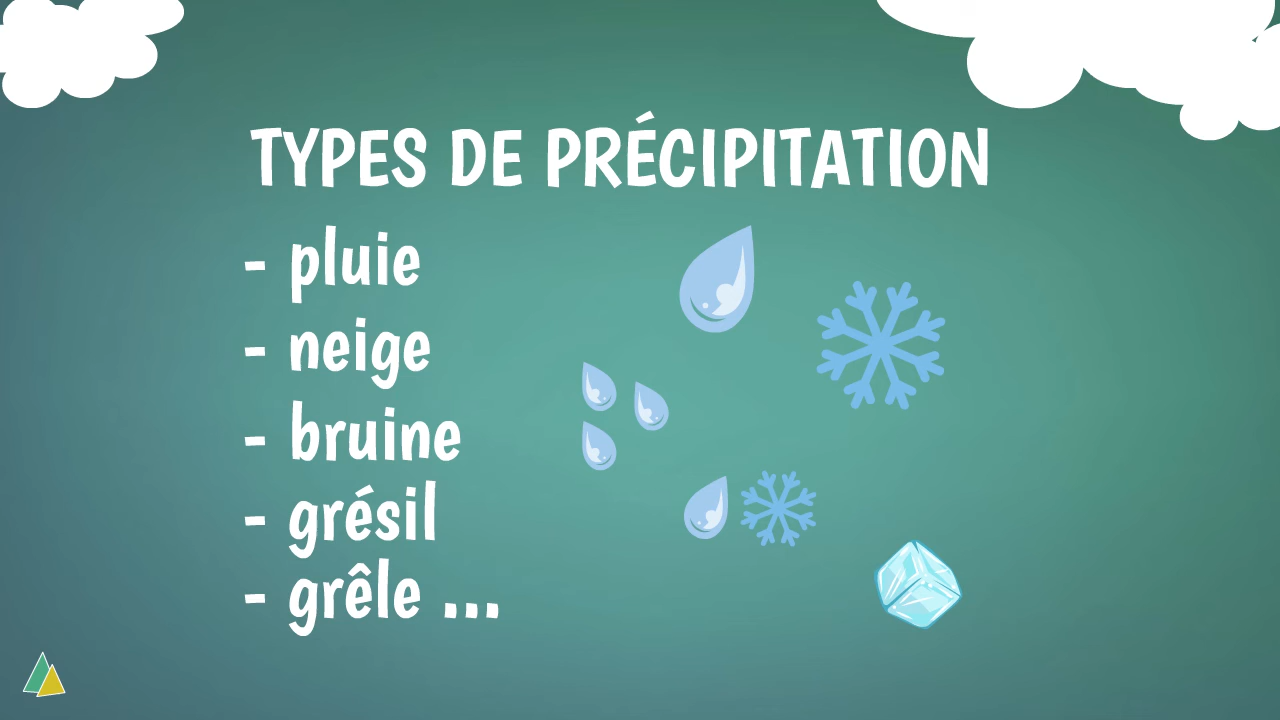 TYPES DE PRÉCIPITATION
- pluie
- neige
- bruine
- grésil
- grêle ...